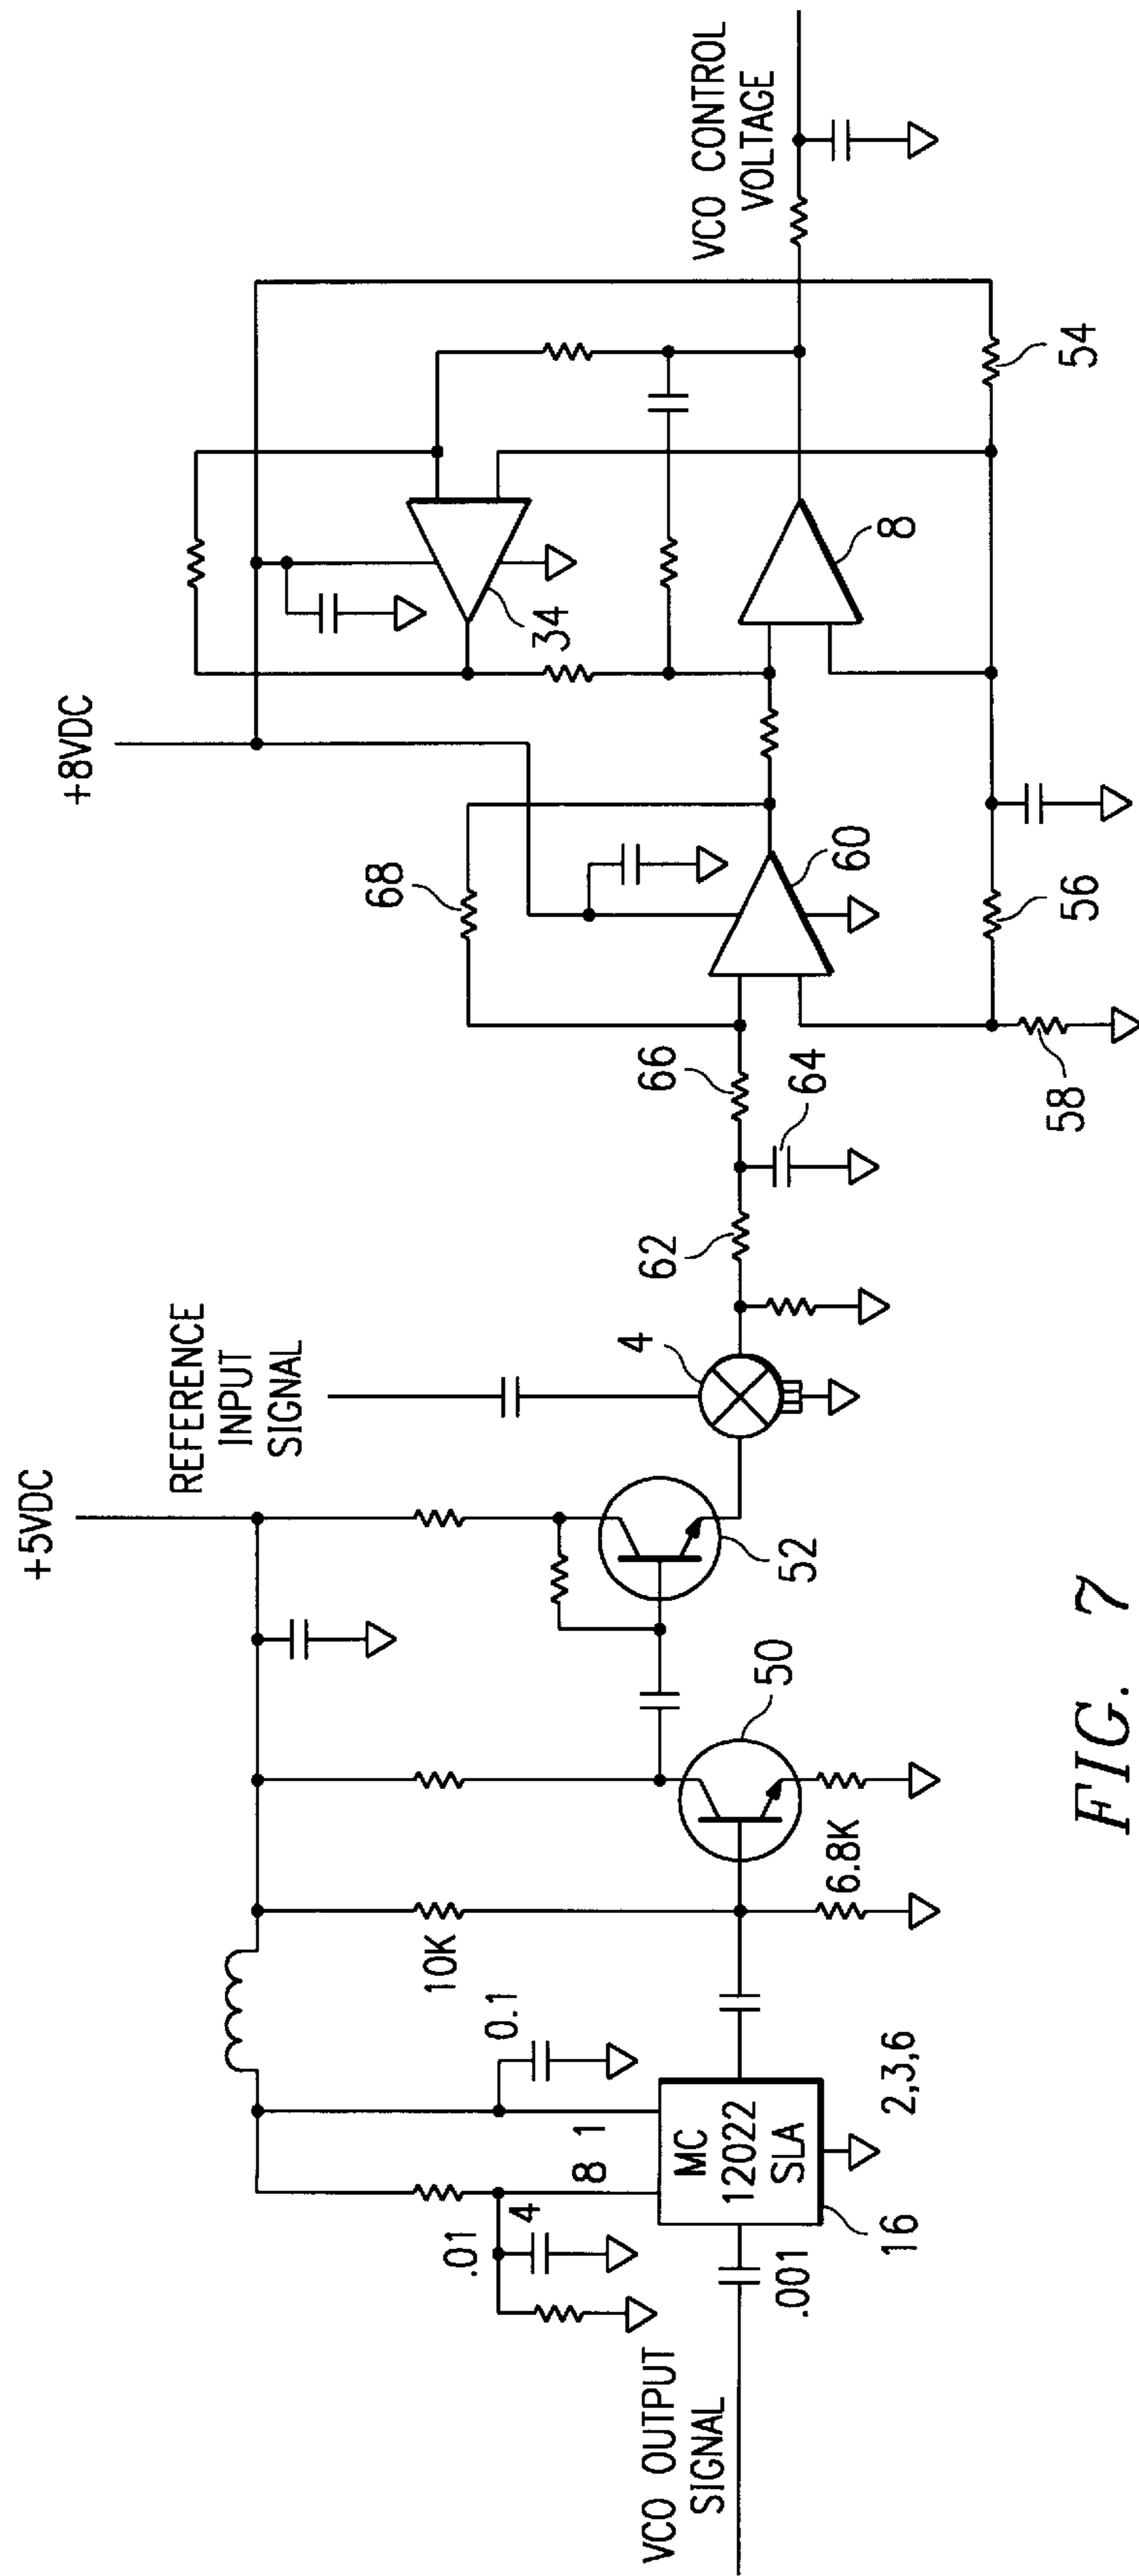 +5VDC
+8VDC
REFERENCE
INPUT
SIGNAL
VCO CONTROL
VOLTAGE
VCO OUTPUT
SIGNAL
.01
4
8
1
0.1
10K
.001
MC
12022
SLA
16
2,3,6
6.8K
50
52
4
62
64
66
68
60
58
56
34
8
54
FIG. 7